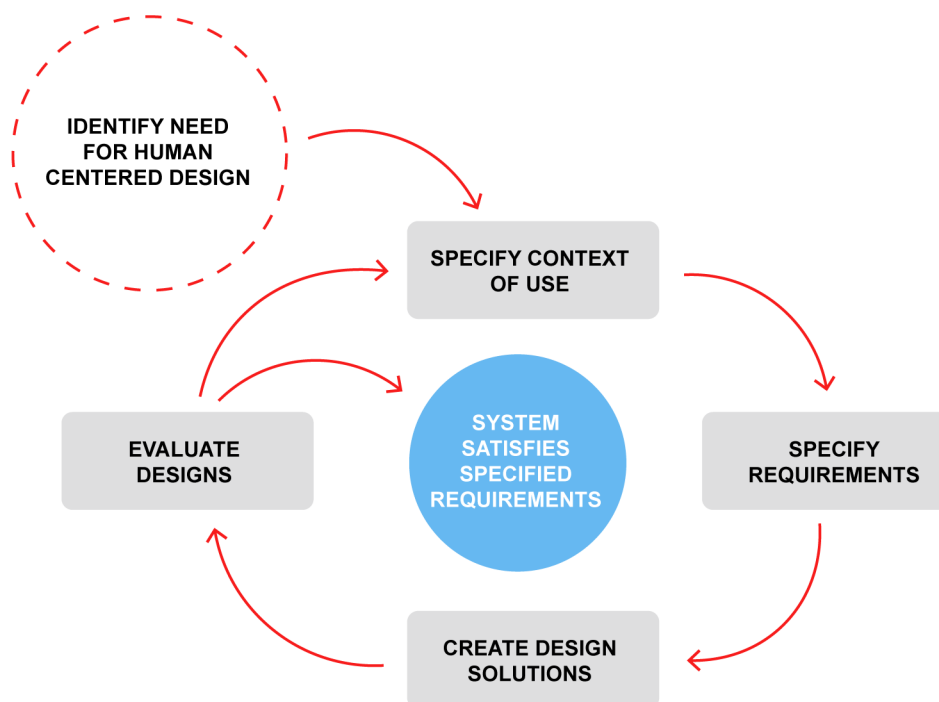 IDENTIFY NEED
FOR HUMAN
CENTERED DESIGN
SPECIFY CONTEXT
OF USE
SYSTEM
SATISFIES
SPECIFIED
REQUIREMENTS
EVALUATE
DESIGNS
SPECIFY
REQUIREMENTS
CREATE DESIGN
SOLUTIONS